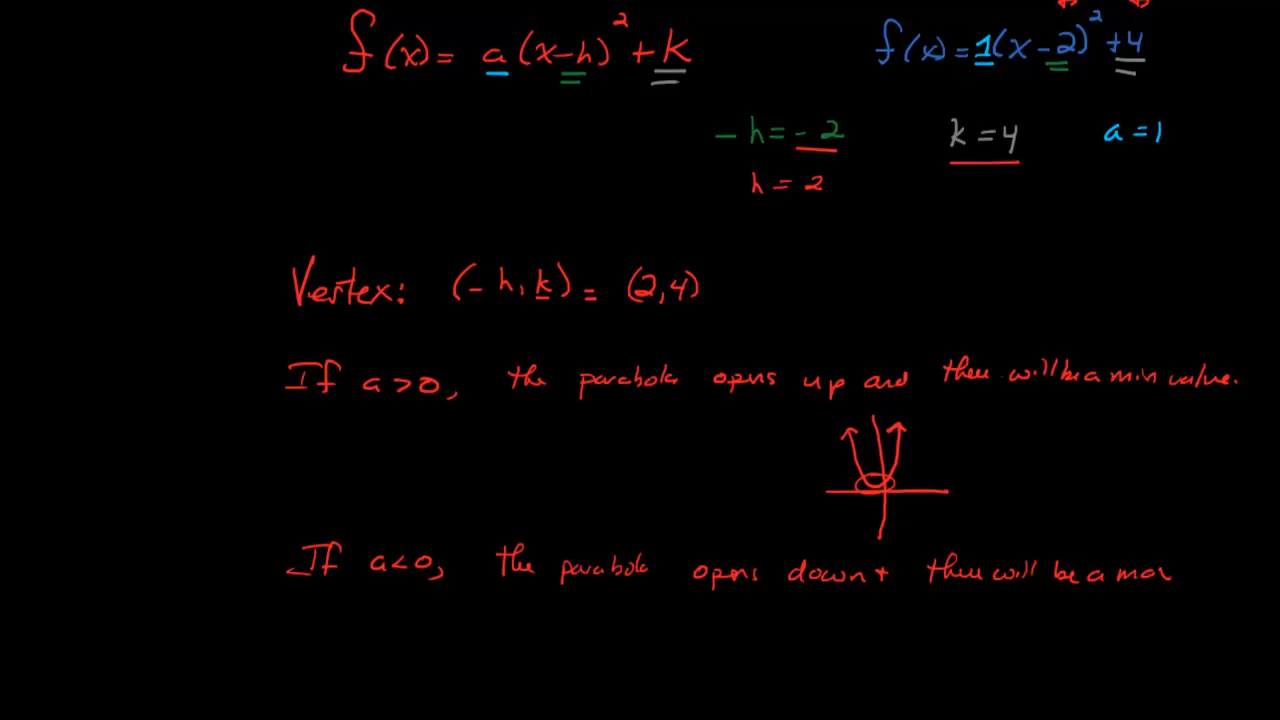 f(x) = a(x-h)² + k f(x) = 1(x-2)² + 4
-h = -2 k = 4 a = 1
h = 2
Vertex: (-h, k) = (2, 4)
If a > 0, the parabola opens up and there will be a min value.
If a < 0, the parabola opens down + there will be a max